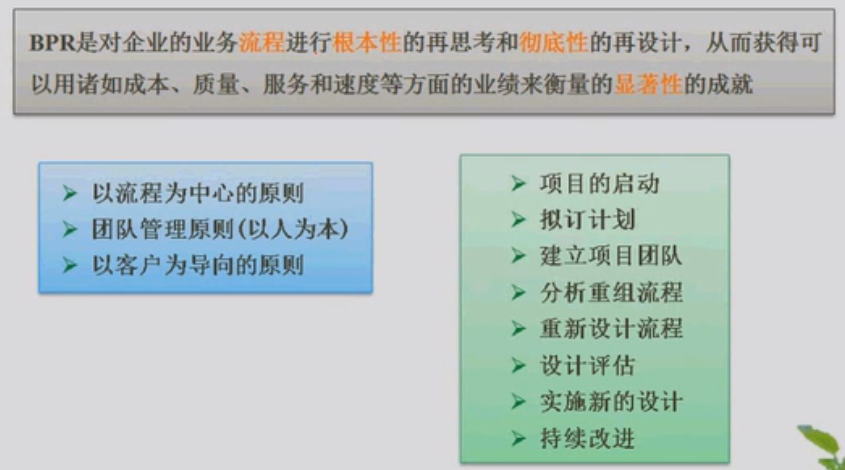 BPR是对企业的业务流程进行根本性的再思考和彻底性的再设计，从而获得可
以用诸如成本、质量、服务和速度等方面的业绩来衡量的显著性的成就
以流程为中心的原则
团队管理原则(以人为本)
以客户为导向的原则
项目的启动
拟订计划
建立项目团队
分析重组流程
重新设计流程
设计评估
实施新的设计
持续改进